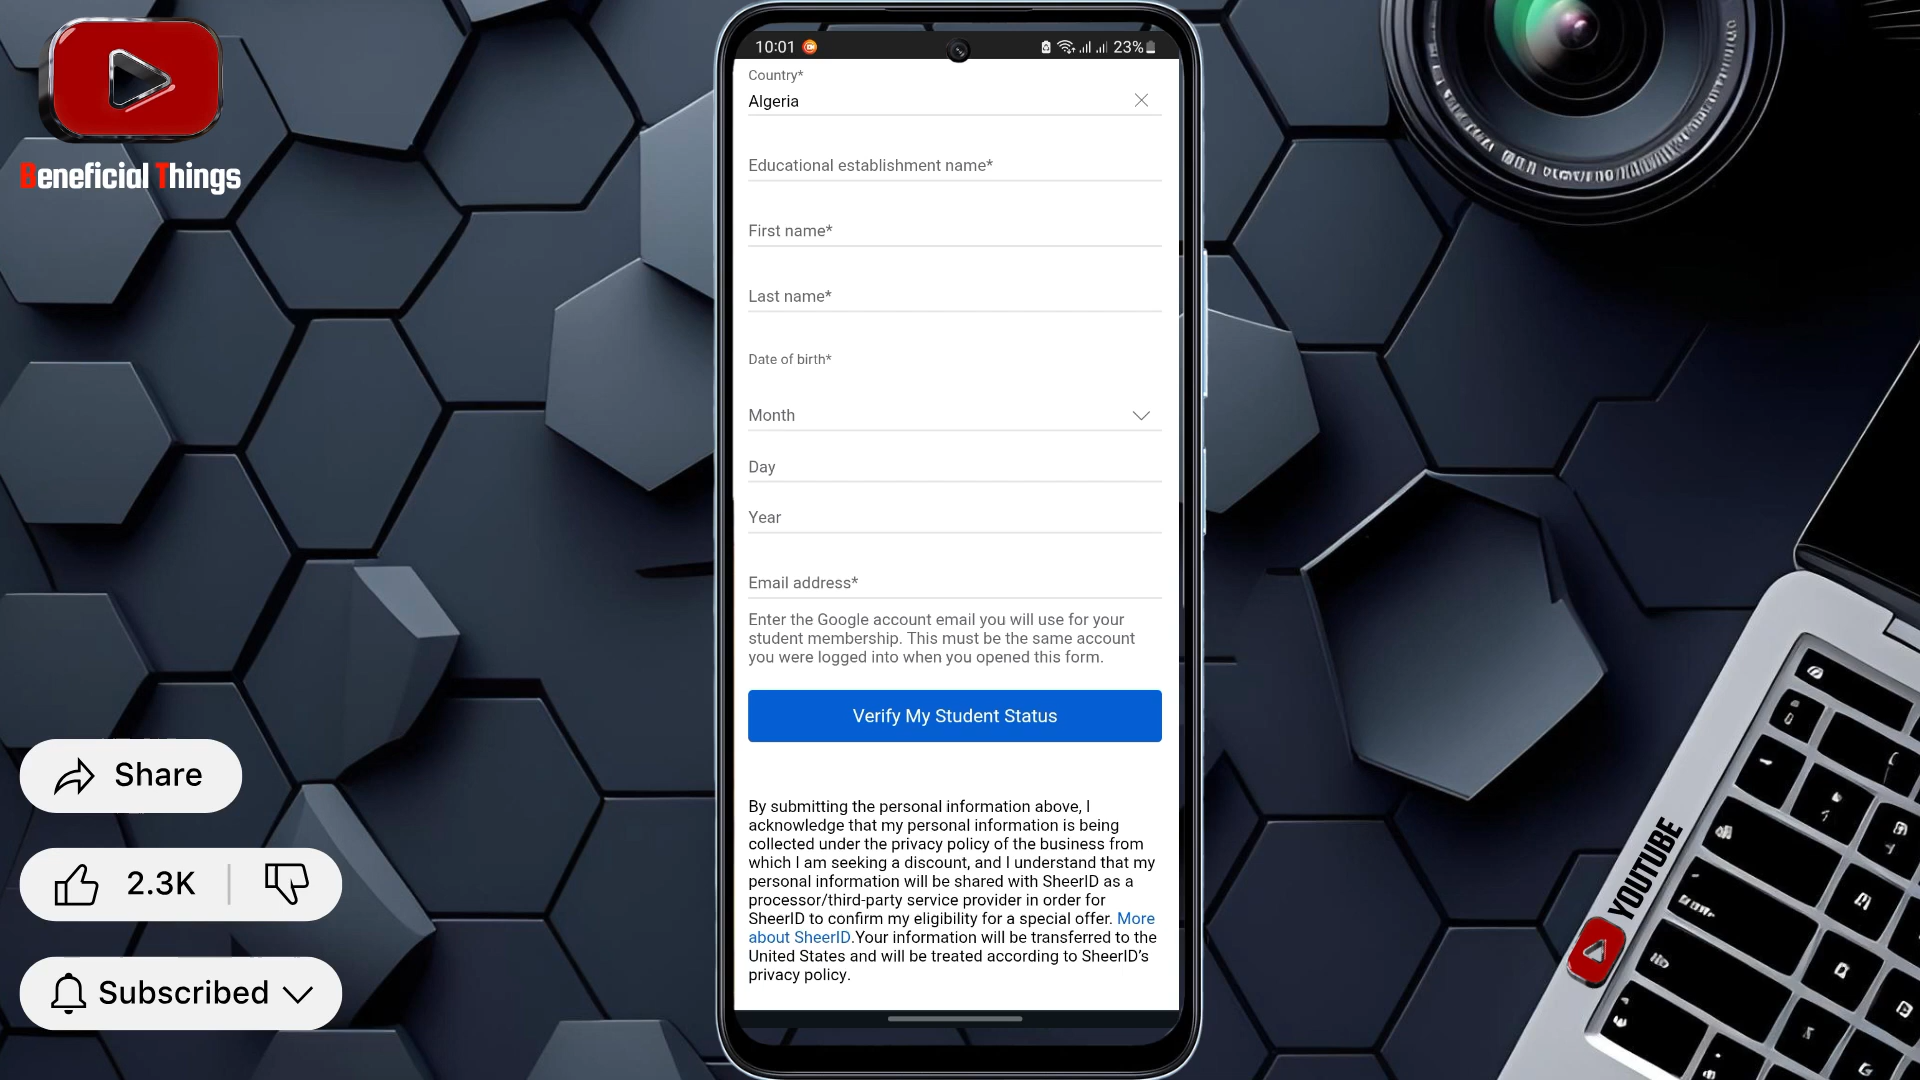 Beneficial Things
10:01
23%
Country*
Algeria
Educational establishment name*
First name*
Last name*
Date of birth*
Month
Day
Year
Email address*
Enter the Google account email you will use for your
student membership. This must be the same account
you were logged into when you opened this form.
Verify My Student Status
By submitting the personal information above, I
acknowledge that my personal information is being
collected under the privacy policy of the business from
which I am seeking a discount, and I understand that my
personal information will be shared with SheerID as a
processor/third-party service provider in order for
SheerID to confirm my eligibility for a special offer. More
about SheerID.Your information will be transferred to the
United States and will be treated according to SheerID’s
privacy policy.
Share
2.3K
Subscribed
YOUTUBE